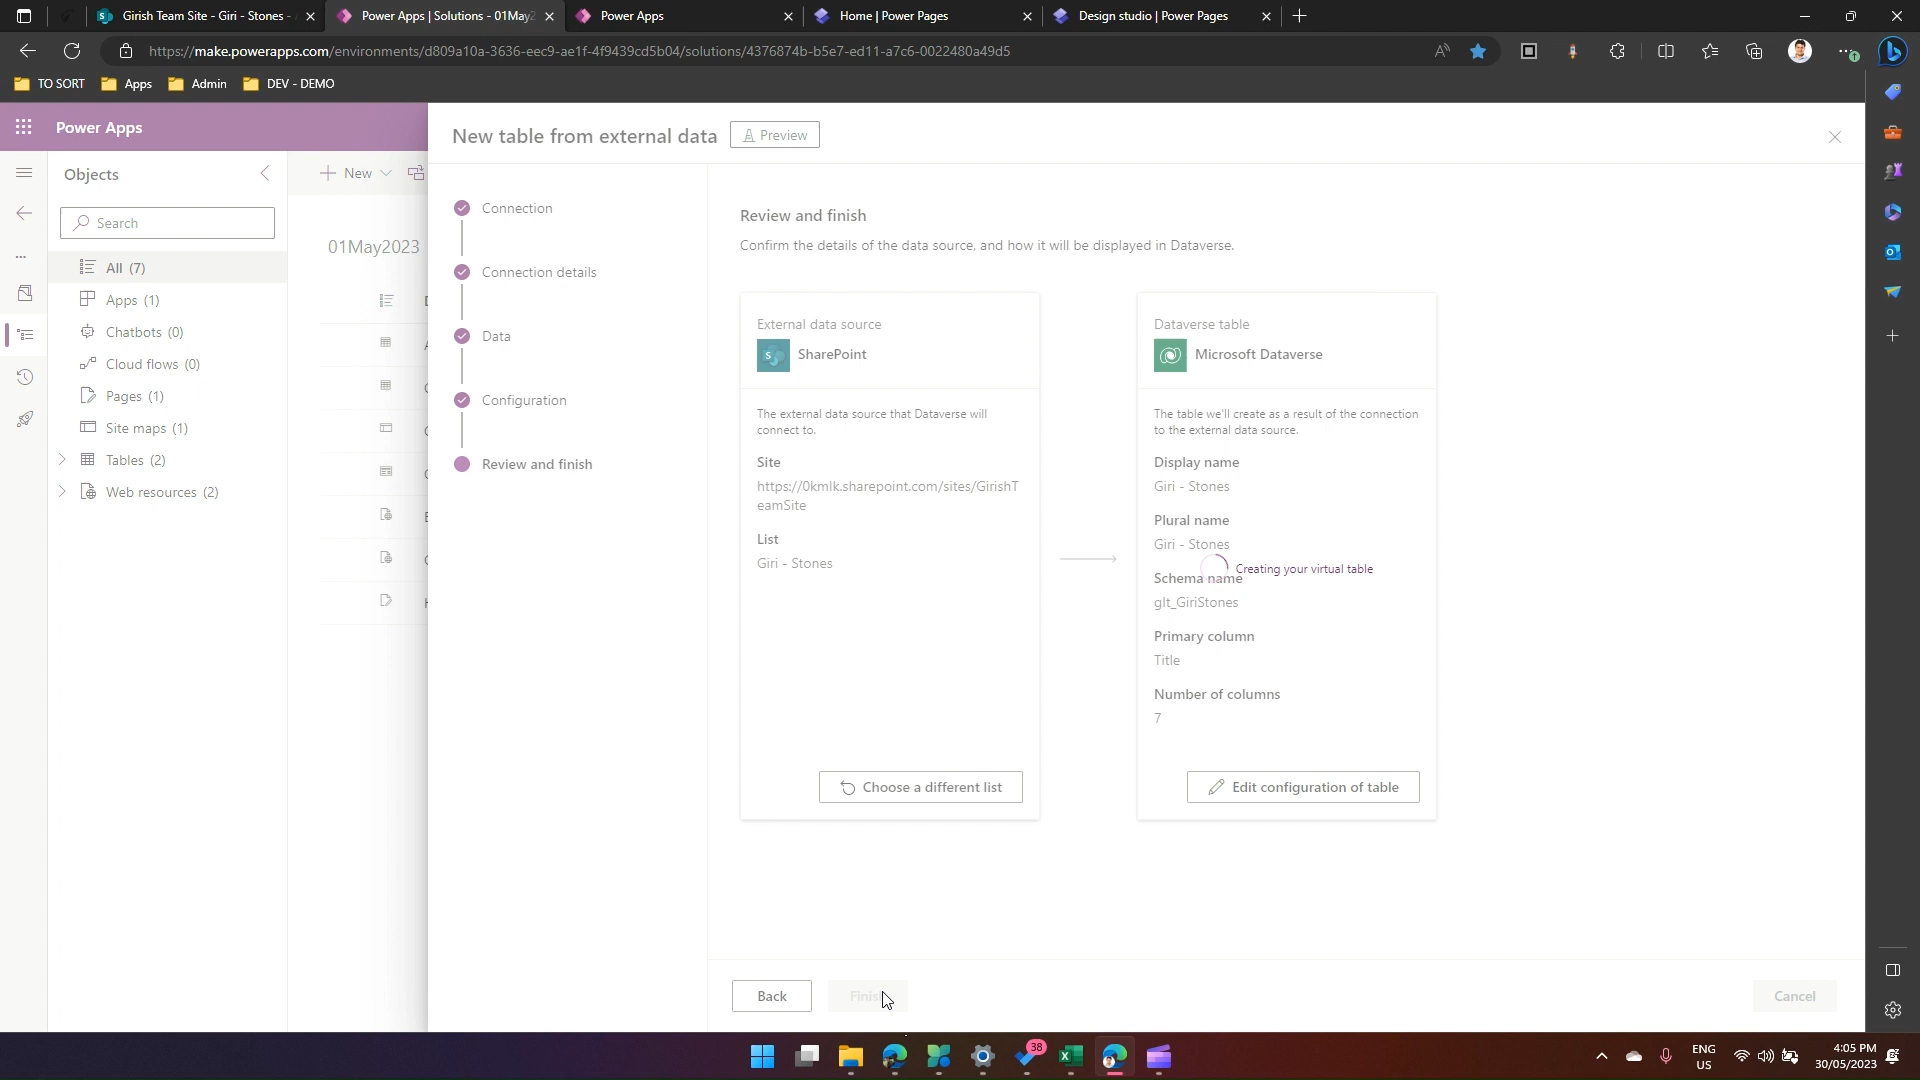 Girish Team Site - Giri - Stones -
Power Apps | Solutions - 01May2
Power Apps
Home | Power Pages
Design studio | Power Pages
https://make.powerapps.com/environments/d809a10a-3636-eec9-ae1f-4f9439cd5b04/solutions/4376874b-b5e7-ed11-a7c6-0022480a49d5
TO SORT
Apps
Admin
DEV - DEMO
Power Apps
New table from external data
Preview
Objects
New
Search
01May2023
All (7)
Apps (1)
Chatbots (0)
Cloud flows (0)
Pages (1)
Site maps (1)
Tables (2)
Web resources (2)
Connection
Connection details
Data
Configuration
Review and finish
Review and finish
Confirm the details of the data source, and how it will be displayed in Dataverse.
External data source
SharePoint
The external data source that Dataverse will
connect to.
Site
https://0kmlk.sharepoint.com/sites/GirishT
eamSite
List
Giri - Stones
Choose a different list
Dataverse table
Microsoft Dataverse
The table we'll create as a result of the connection
to the external data source.
Display name
Giri - Stones
Plural name
Giri - Stones
Creating your virtual table
Schema name
glt_GiriStones
Primary column
Title
Number of columns
7
Edit configuration of table
Back
Finish
Cancel
38
ENG
US
4:05 PM
30/05/2023